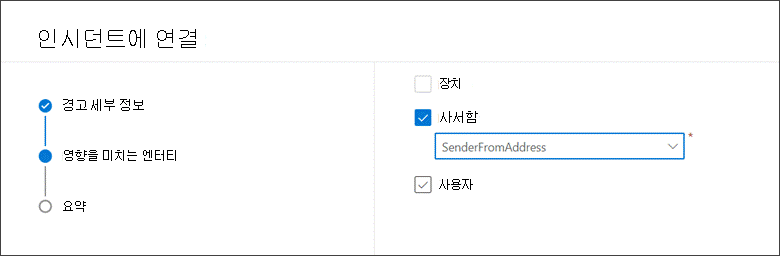 인시던트에 연결
경고 세부 정보
영향을 미치는 엔터티
요약
장치
사서함
SenderFromAddress
*
사용자